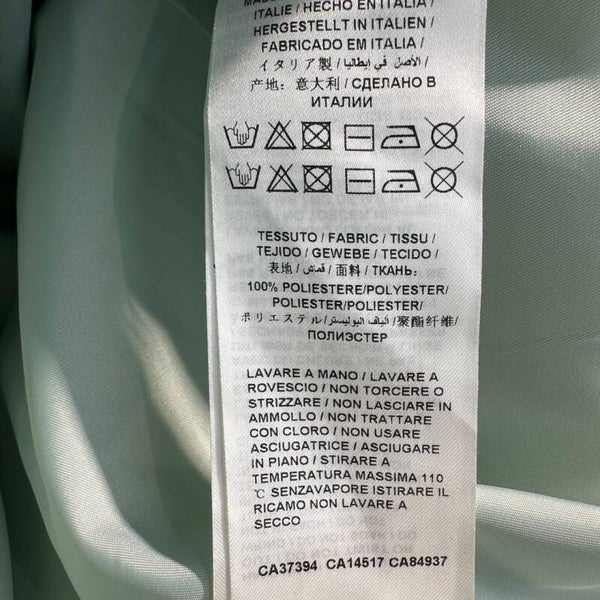 ITALIE / HECHO EN ITALIA /
HERGESTELLT IN ITALIEN /
FABRICADO EM ITALIA /
イタリア製 / الأصل في إيطاليا /
产地: 意大利 / СДЕЛАНО В
ИТАЛИИ
TESSUTO / FABRIC / TISSU /
TEJIDO / GEWEBE / TECIDO /
表地 / قماش / 面料 / ТКАНЬ:
100% POLIESTERE/POLYESTER/
POLIESTER/POLIESTER/
ポリエステル / ألياف البوليستر /聚酯纤维/
ПОЛИЭСТЕР
LAVARE A MANO / LAVARE A
ROVESCIO / NON TORCERE O
STRIZZARE / NON LASCIARE IN
AMMOLLO / NON TRATTARE
CON CLORO / NON USARE
ASCIUGATRICE / ASCIUGARE
IN PIANO / STIRARE A
TEMPERATURA MASSIMA 110
℃ SENZAVAPORE ISTIRARE IL
RICAMO NON LAVARE A
SECCO
CA37394 CA14517 CA84937